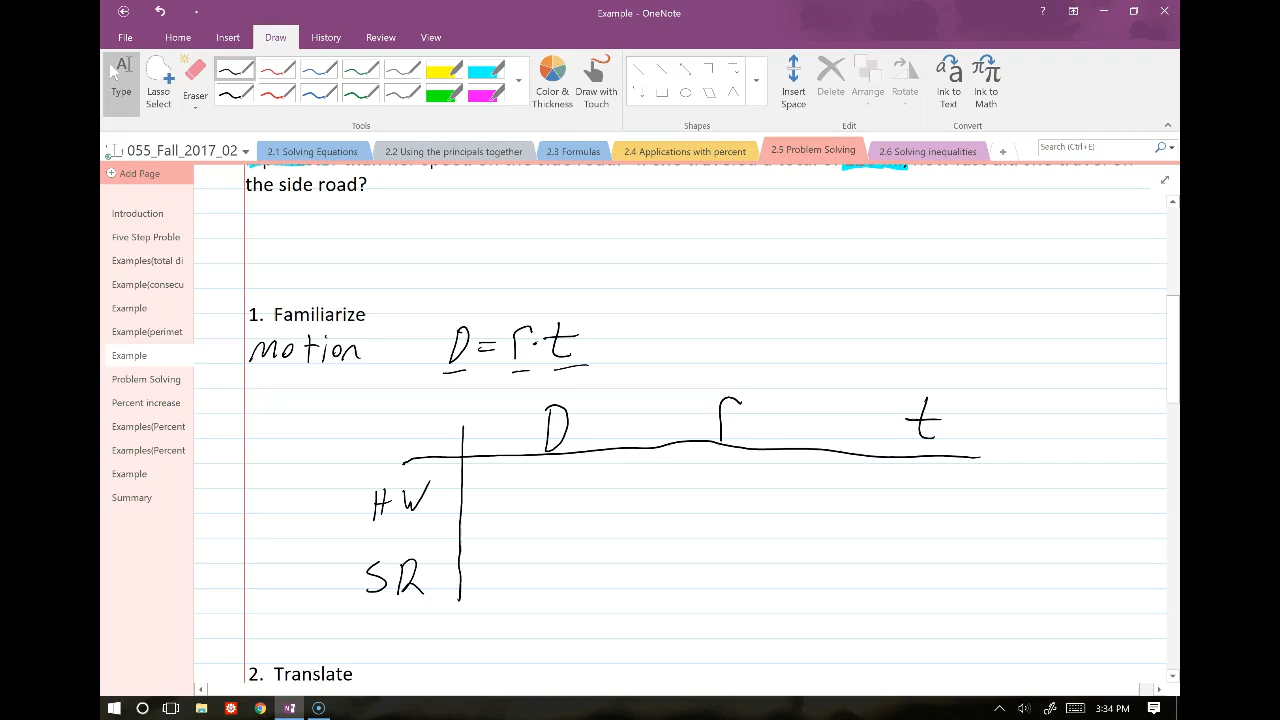 Example - OneNote
File Home Insert Draw History Review View
Type
Lasso Select
Eraser
Color & Thickness
Draw with Touch
Insert Space
Delete
Arrange
Rotate
Ink to Text
Ink to Math
Tools
Shapes
Edit
Convert
055_Fall_2017_02
2.1 Solving Equations
2.2 Using the principals together
2.3 Formulas
2.4 Applications with percent
2.5 Problem Solving
2.6 Solving inequalities
Search (Ctrl+E)
Add Page
Introduction
Five Step Proble
Examples(total di
Example(consecu
Example
Example(perimet
Example
Problem Solving
Percent increase
Examples(Percent
Examples(Percent
Example
Summary
the side road?
1. Familiarize
motion D = r · t
D r t
HW
SR
2. Translate
3:34 PM